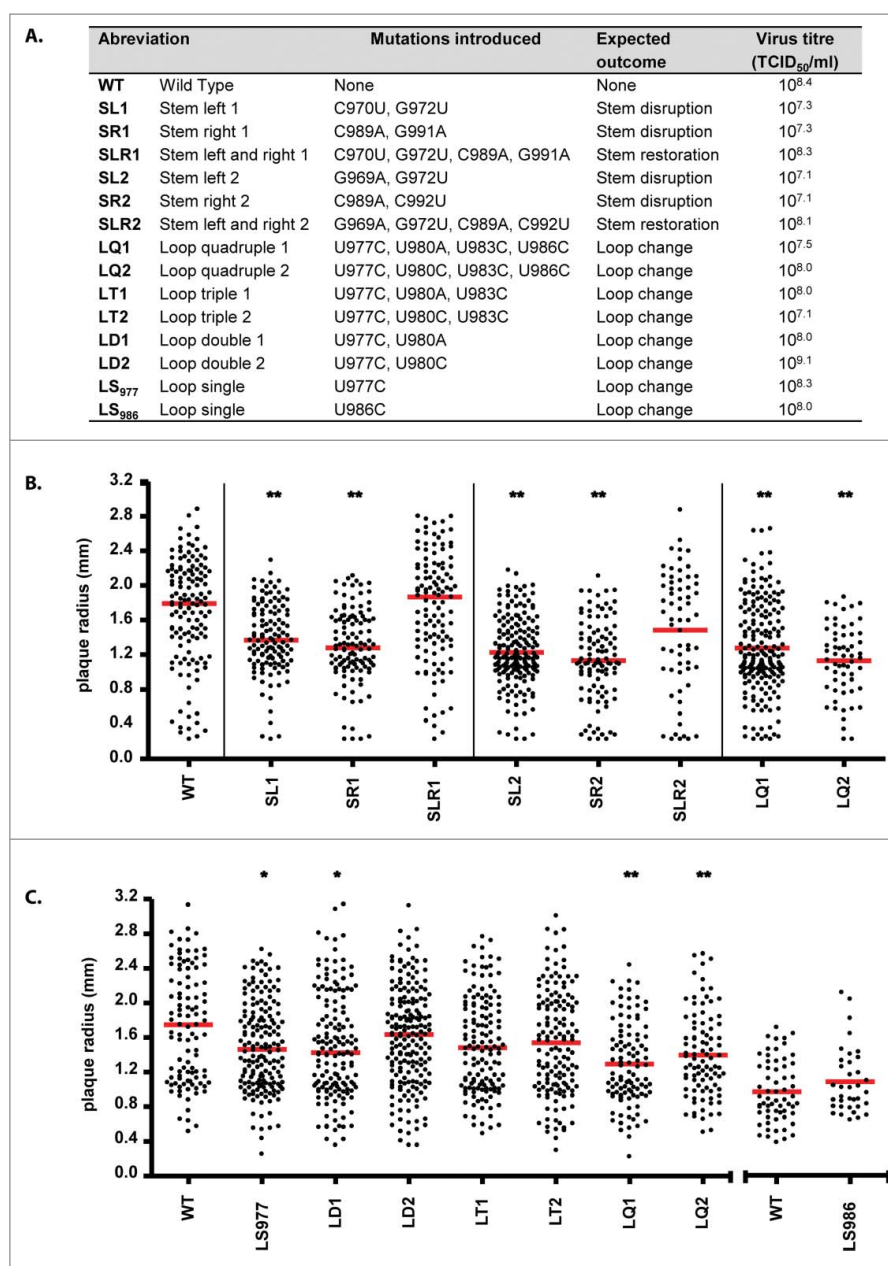 A.
Abreviation Mutations introduced Expected outcome Virus titre (TCID50/ml)
WT Wild Type None None 10^8.4
SL1 Stem left 1 C970U, G972U Stem disruption 10^7.3
SR1 Stem right 1 C989A, G991A Stem disruption 10^7.3
SLR1 Stem left and right 1 C970U, G972U, C989A, G991A Stem restoration 10^8.3
SL2 Stem left 2 G969A, G972U Stem disruption 10^7.1
SR2 Stem right 2 C989A, C992U Stem disruption 10^7.1
SLR2 Stem left and right 2 G969A, G972U, C989A, C992U Stem restoration 10^8.1
LQ1 Loop quadruple 1 U977C, U980A, U983C, U986C Loop change 10^7.5
LQ2 Loop quadruple 2 U977C, U980C, U983C, U986C Loop change 10^8.0
LT1 Loop triple 1 U977C, U980A, U983C Loop change 10^8.0
LT2 Loop triple 2 U977C, U980C, U983C Loop change 10^7.1
LD1 Loop double 1 U977C, U980A Loop change 10^8.0
LD2 Loop double 2 U977C, U980C Loop change 10^9.1
LS977 Loop single U977C Loop change 10^8.3
LS986 Loop single U986C Loop change 10^8.0
B.
** ** ** ** ** **
plaque radius (mm)
3.2
2.8
2.4
2.0
1.6
1.2
0.8
0.4
0.0
WT SL1 SR1 SLR1 SL2 SR2 SLR2 LQ1 LQ2
C.
* * ** **
plaque radius (mm)
3.2
2.8
2.4
2.0
1.6
1.2
0.8
0.4
0.0
WT LS977 LD1 LD2 LT1 LT2 LQ1 LQ2 WT LS986